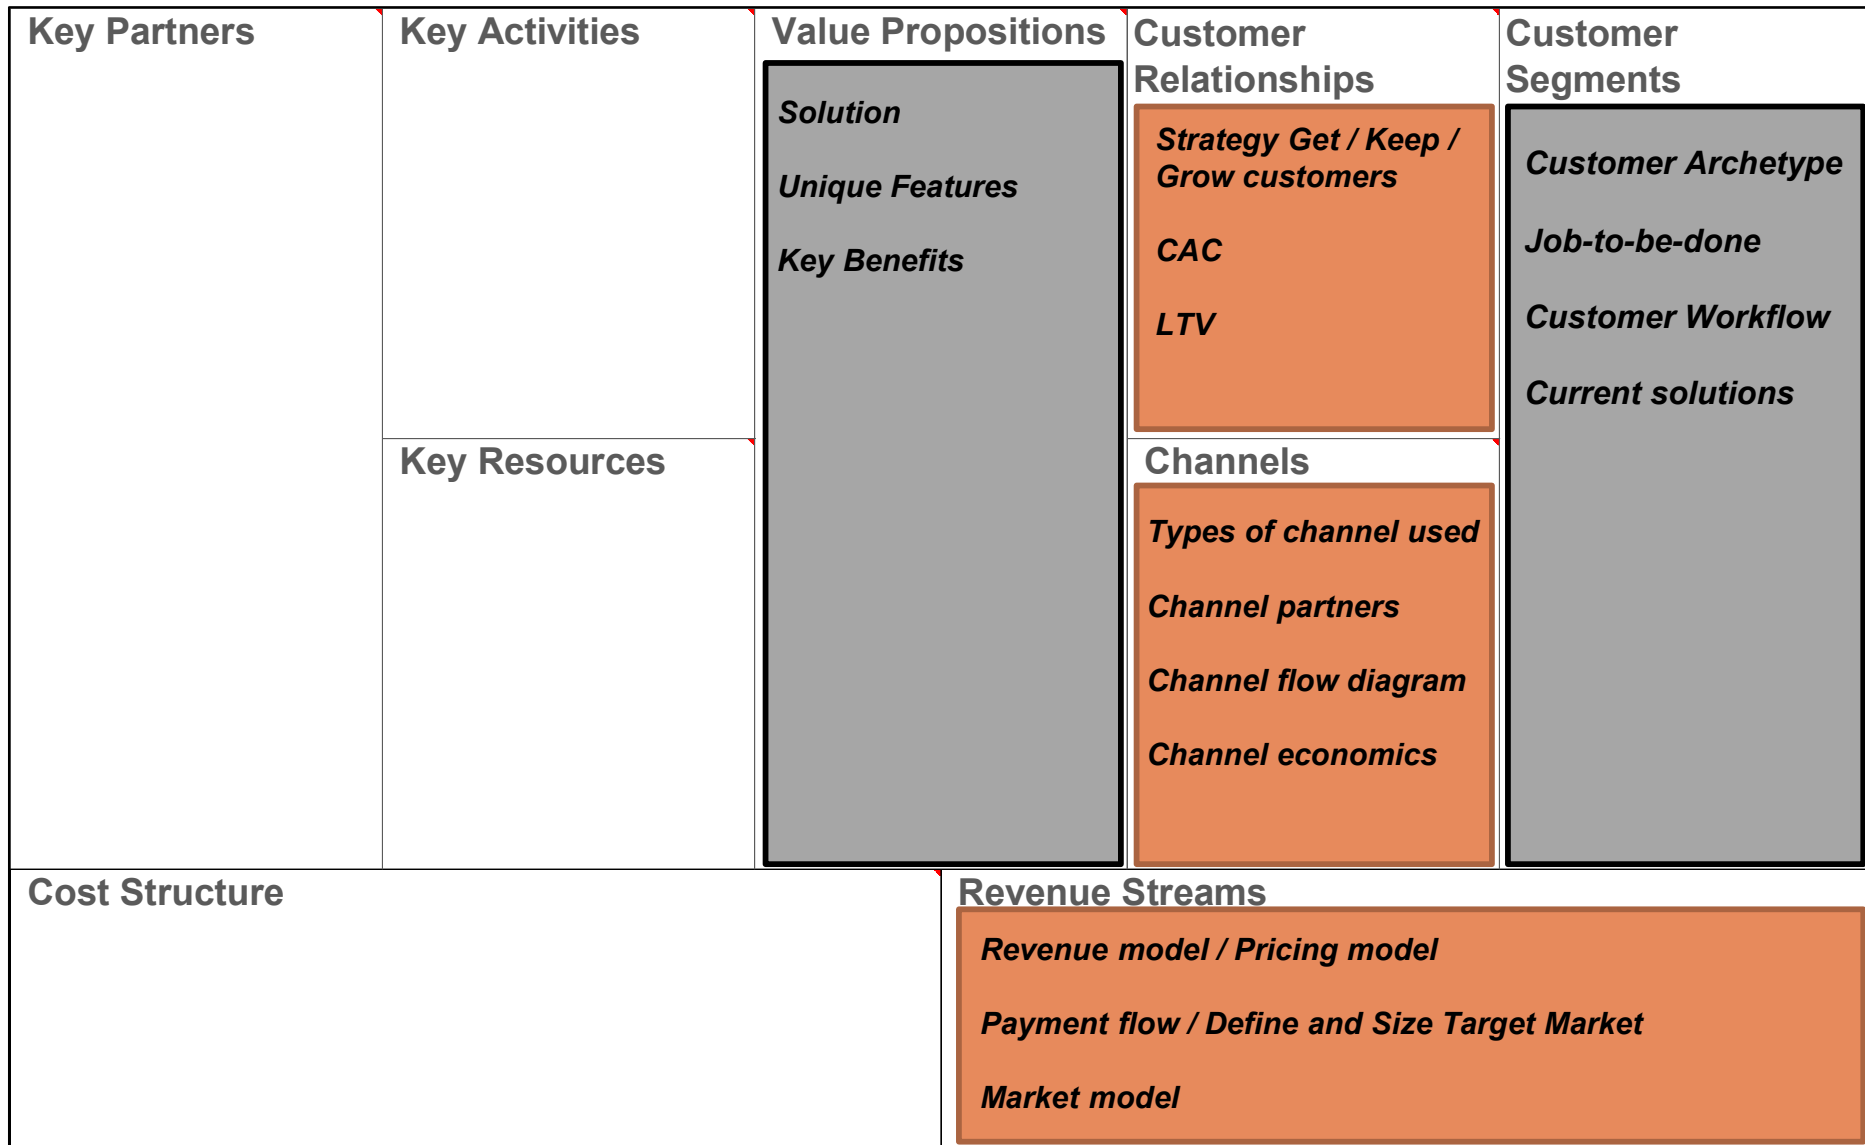 Key Partners
Key Activities
Key Resources
Value Propositions
Solution
Unique Features
Key Benefits
Customer
Relationships
Strategy Get / Keep /
Grow customers
CAC
LTV
Channels
Types of channel used
Channel partners
Channel flow diagram
Channel economics
Customer
Segments
Customer Archetype
Job-to-be-done
Customer Workflow
Current solutions
Cost Structure
Revenue Streams
Revenue model / Pricing model
Payment flow / Define and Size Target Market
Market model